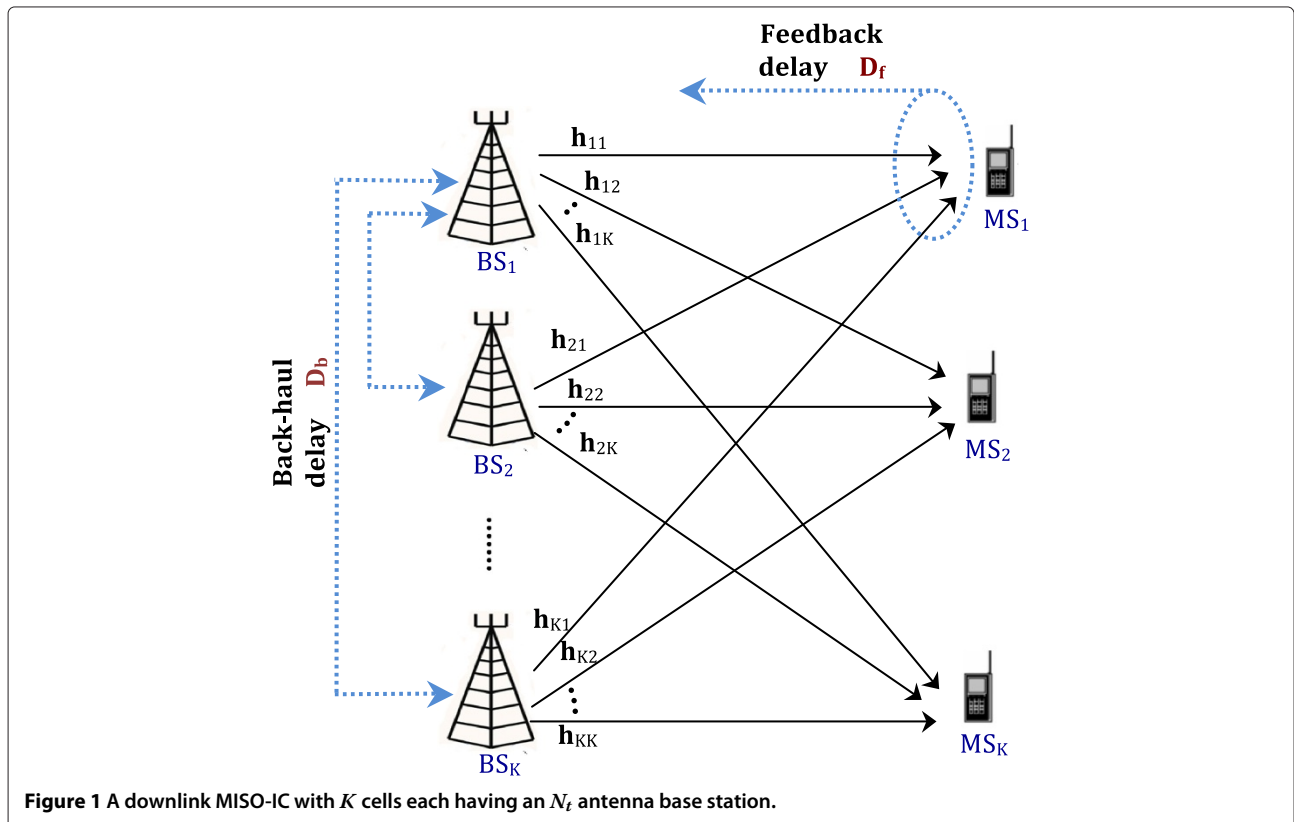 Feedback
delay D_f
h_11
h_12
h_1K
MS_1
BS_1
h_21
h_22
h_2K
Back-haul
delay D_b
BS_2
MS_2
h_K1
h_K2
h_KK
BS_K
MS_K
Figure 1 A downlink MISO-IC with K cells each having an N_t antenna base station.